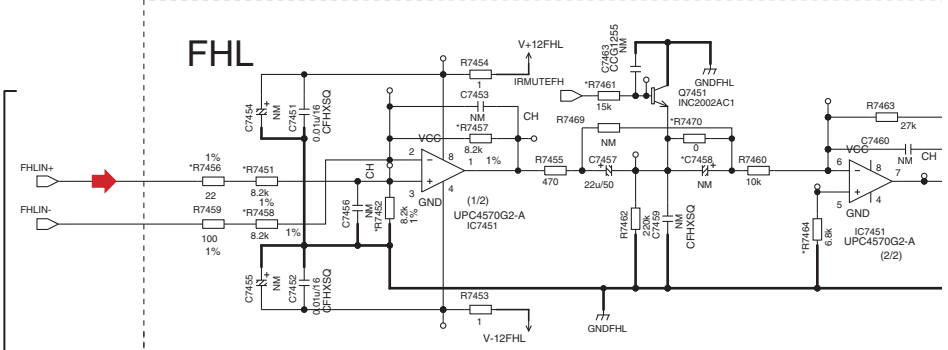 FHL
V+12FHL
R7454
1
C7454
NM
C7451
0.01u/16
CFHXSQ
C7453
NM
CH
*R7457
8.2k
1%
VCC
IRMUTEFH
C7463
CCG1255
NM
*R7461
15k
Q7451
INC2002AC1
GNDFHL
R7469
NM
*R7470
0
R7463
27k
C7460
NM
CH
FHLIN+
1%
*R7456
22
*R7451
8.2k
1%
CH
2
3
8
1
4
GND
(1/2)
UPC4570G2-A
IC7451
R7455
470
C7457
22u/50
*C7458
NM
R7460
10k
VCC
6
5
8
7
4
GND
IC7451
UPC4570G2-A
(2/2)
FHLIN-
R7459
100
1%
*R7458
8.2k
1%
C7456
NM
*R7452
8.2k
1%
R7462
220k
C7459
NM
CFHXSQ
*R7464
6.8k
C7455
NM
C7452
0.01u/16
CFHXSQ
R7453
1
V-12FHL
GNDFHL